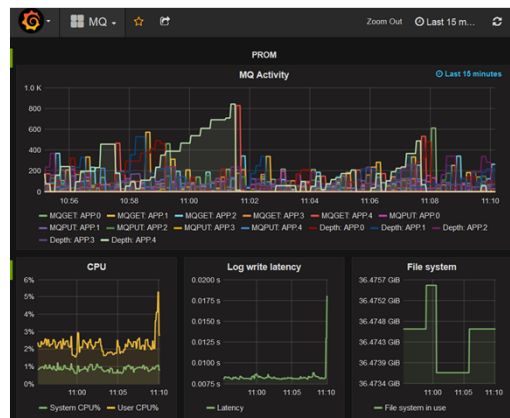 MQ
Zoom Out
Last 15 m...
PROM
MQ Activity
Last 15 minutes
1.0 K
800
600
400
200
0
10:56 10:58 11:00 11:02 11:04 11:06 11:08 11:10
MQGET: APP.0 MQGET: APP.1 MQGET: APP.2 MQGET: APP.3 MQGET: APP.4 MQPUT: APP.0
MQPUT: APP.1 MQPUT: APP.2 MQPUT: APP.3 MQPUT: APP.4 Depth: APP.0 Depth: APP.1 Depth: APP.2
Depth: APP.3 Depth: APP.4
CPU
6%
5%
4%
3%
2%
1%
0%
11:00 11:05 11:10
System CPU% User CPU%
Log write latency
0.0200 s
0.0175 s
0.0150 s
0.0125 s
0.0100 s
0.0075 s
11:00 11:05 11:10
Latency
File system
36.4757 GiB
36.4752 GiB
36.4748 GiB
36.4743 GiB
36.4739 GiB
36.4734 GiB
11:00 11:05 11:10
File system in use